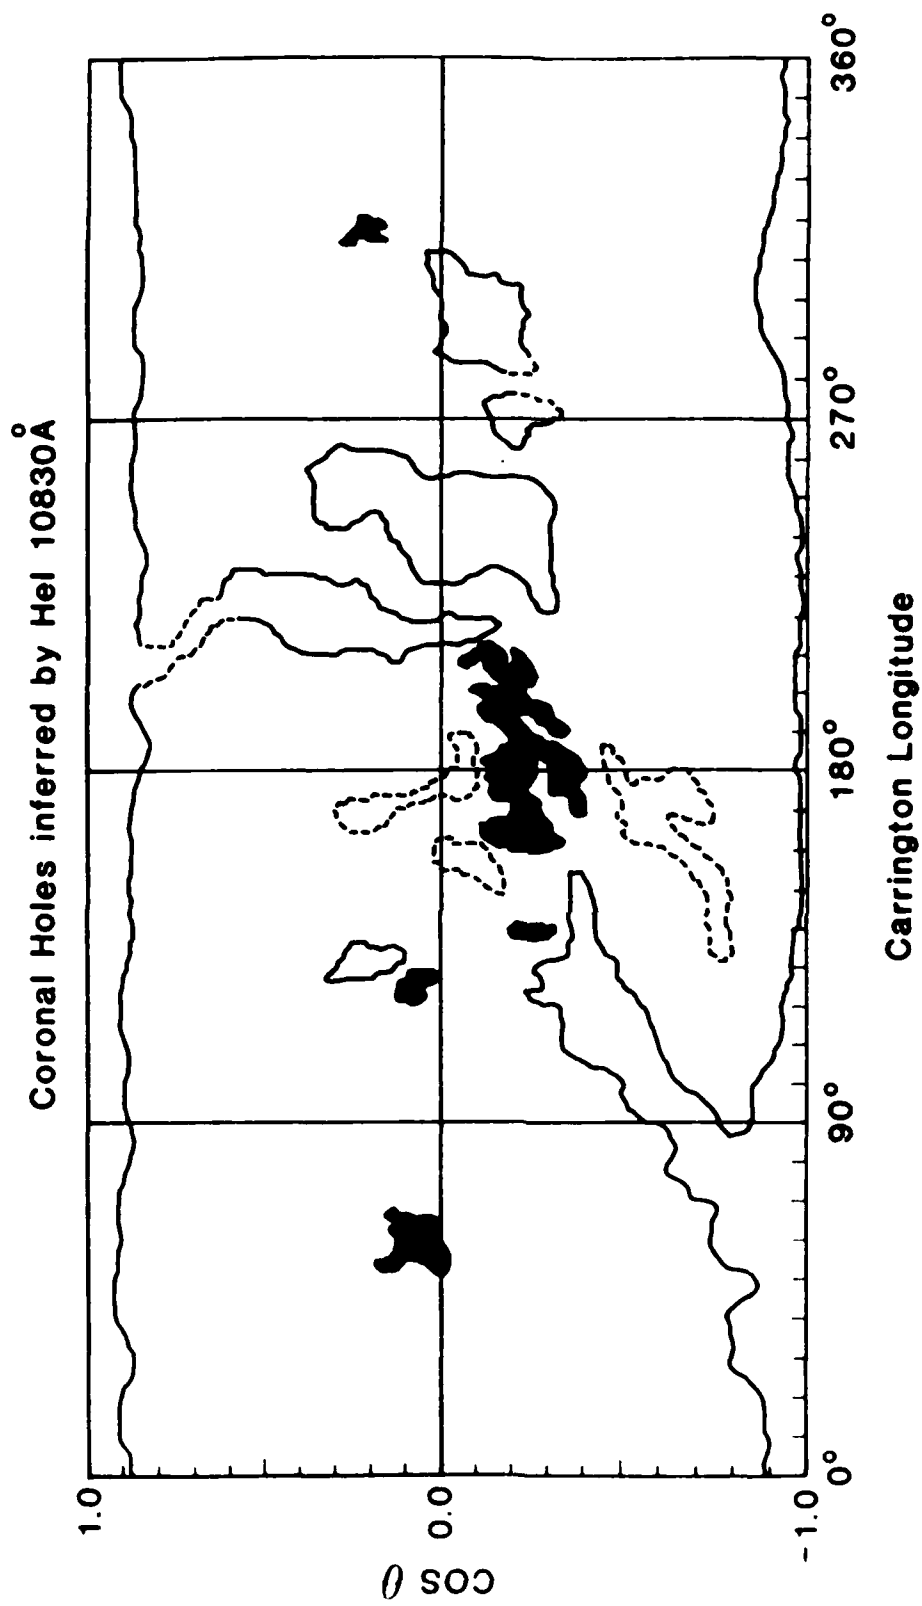 Coronal Holes inferred by HeI 10830Å
COS θ
1.0
0.0
-1.0
0° 90° 180° 270° 360°
Carrington Longitude